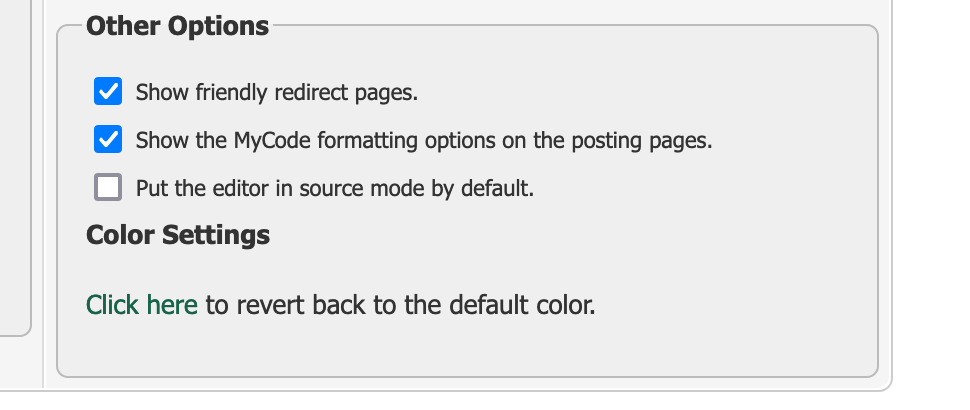 Other Options
Show friendly redirect pages.
Show the MyCode formatting options on the posting pages.
Put the editor in source mode by default.
Color Settings
Click here to revert back to the default color.